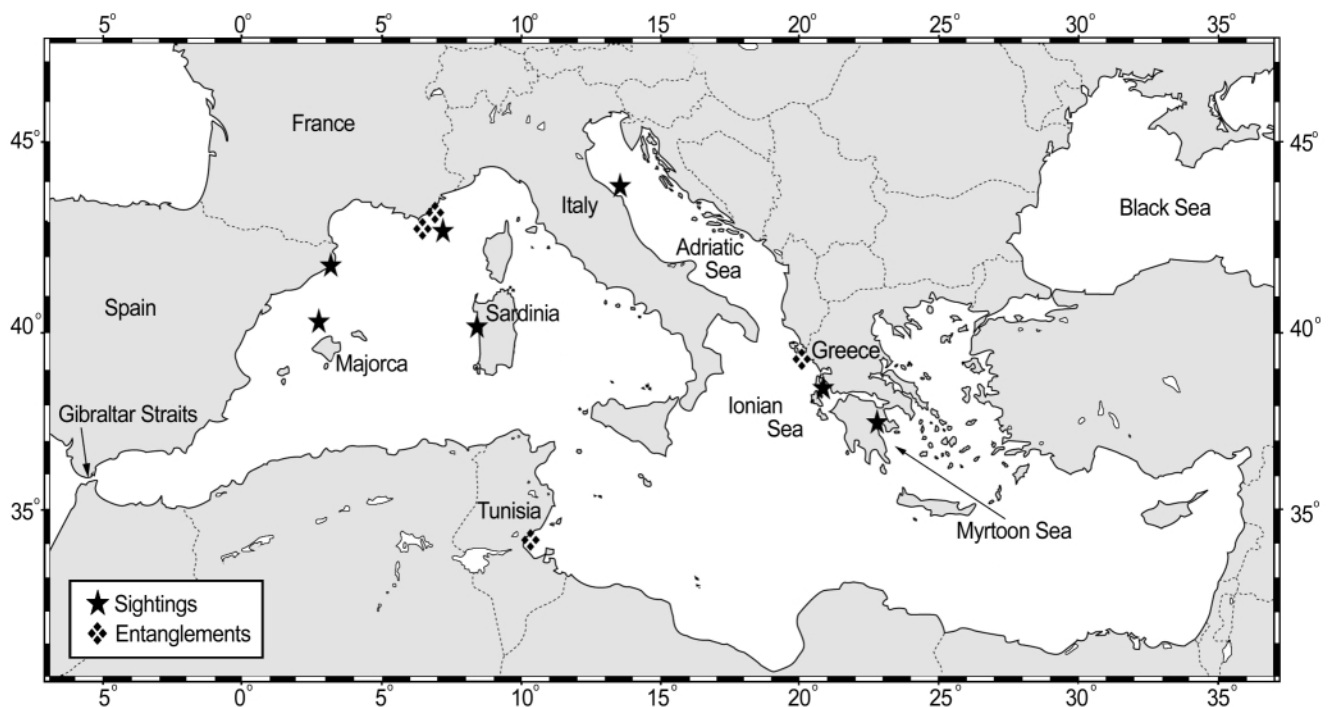 5° 0° 5° 10° 15° 20° 25° 30° 35°
45° 45°
France
Italy
Adriatic
Sea
Black Sea
Spain
Sardinia
40° 40°
Majorca
Greece
Gibraltar Straits
Ionian
Sea
Tunisia
35° 35°
Myrtoon Sea
Sightings
Entanglements
5° 0° 5° 10° 15° 20° 25° 30° 35°